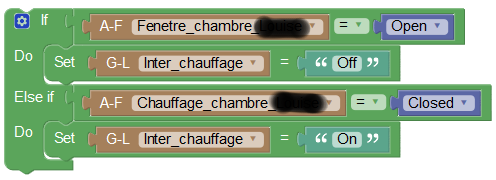 If A-F Fenetre_chambre_ = Open
Do Set G-L Inter_chauffage = “ Off ”
Else if A-F Chauffage_chambre_ = Closed
Do Set G-L Inter_chauffage = “ On ”